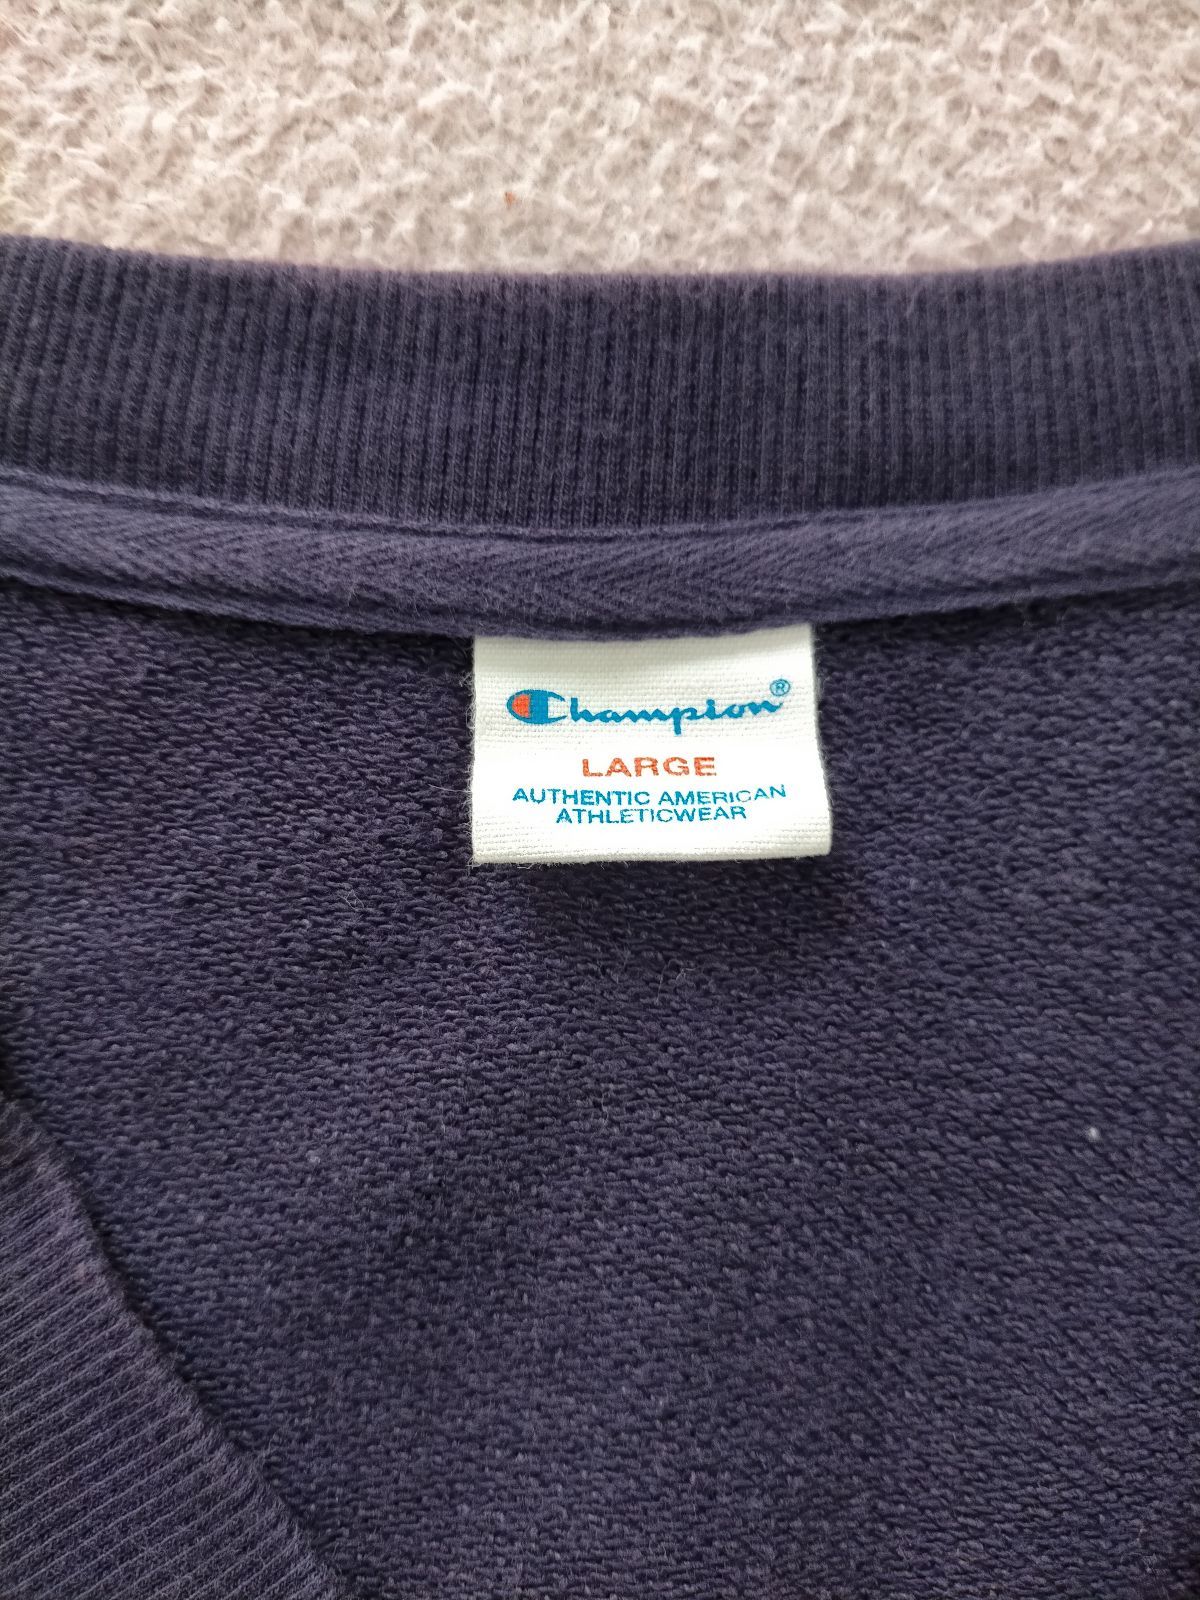 Champion®
LARGE
AUTHENTIC AMERICAN
ATHLETICWEAR